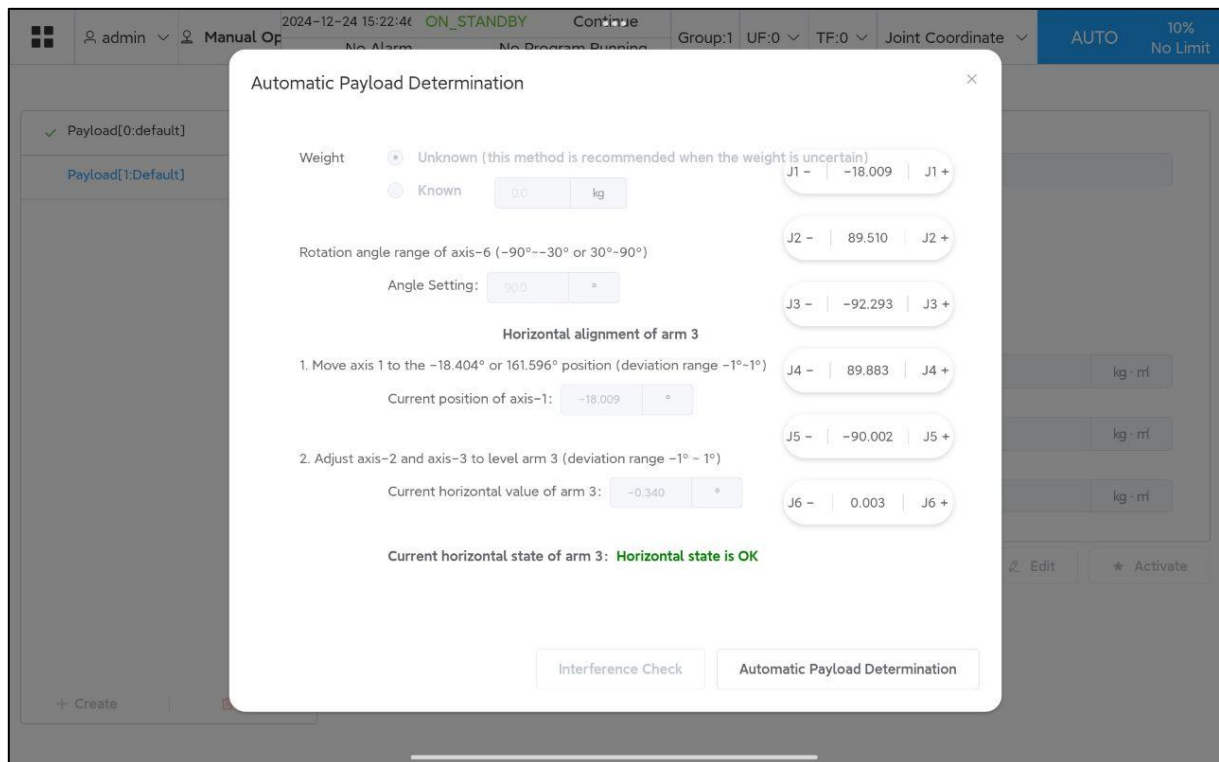 2024-12-24 15:22:46 ON_STANDBY Continue
admin Manual Op No Alarm No Program Running Group:1 UF:0 TF:0 Joint Coordinate AUTO 10% No Limit
Automatic Payload Determination
Payload[0:default]
Payload[1:Default]
Weight Unknown (this method is recommended when the weight is uncertain)
Known 0.0 kg
J1 - -18.009 J1 +
J2 - 89.510 J2 +
Rotation angle range of axis-6 (-90°~-30° or 30°-90°)
Angle Setting: 90.0 °
J3 - -92.293 J3 +
Horizontal alignment of arm 3
1. Move axis 1 to the -18.404° or 161.596° position (deviation range -1°~1°)
J4 - 89.883 J4 +
kg · ㎡
Current position of axis-1: -18.009 °
J5 - -90.002 J5 +
kg · ㎡
2. Adjust axis-2 and axis-3 to level arm 3 (deviation range -1° ~ 1°)
Current horizontal value of arm 3: -0.340 °
J6 - 0.003 J6 +
kg · ㎡
Current horizontal state of arm 3: Horizontal state is OK
Edit Activate
Interference Check Automatic Payload Determination
+ Create